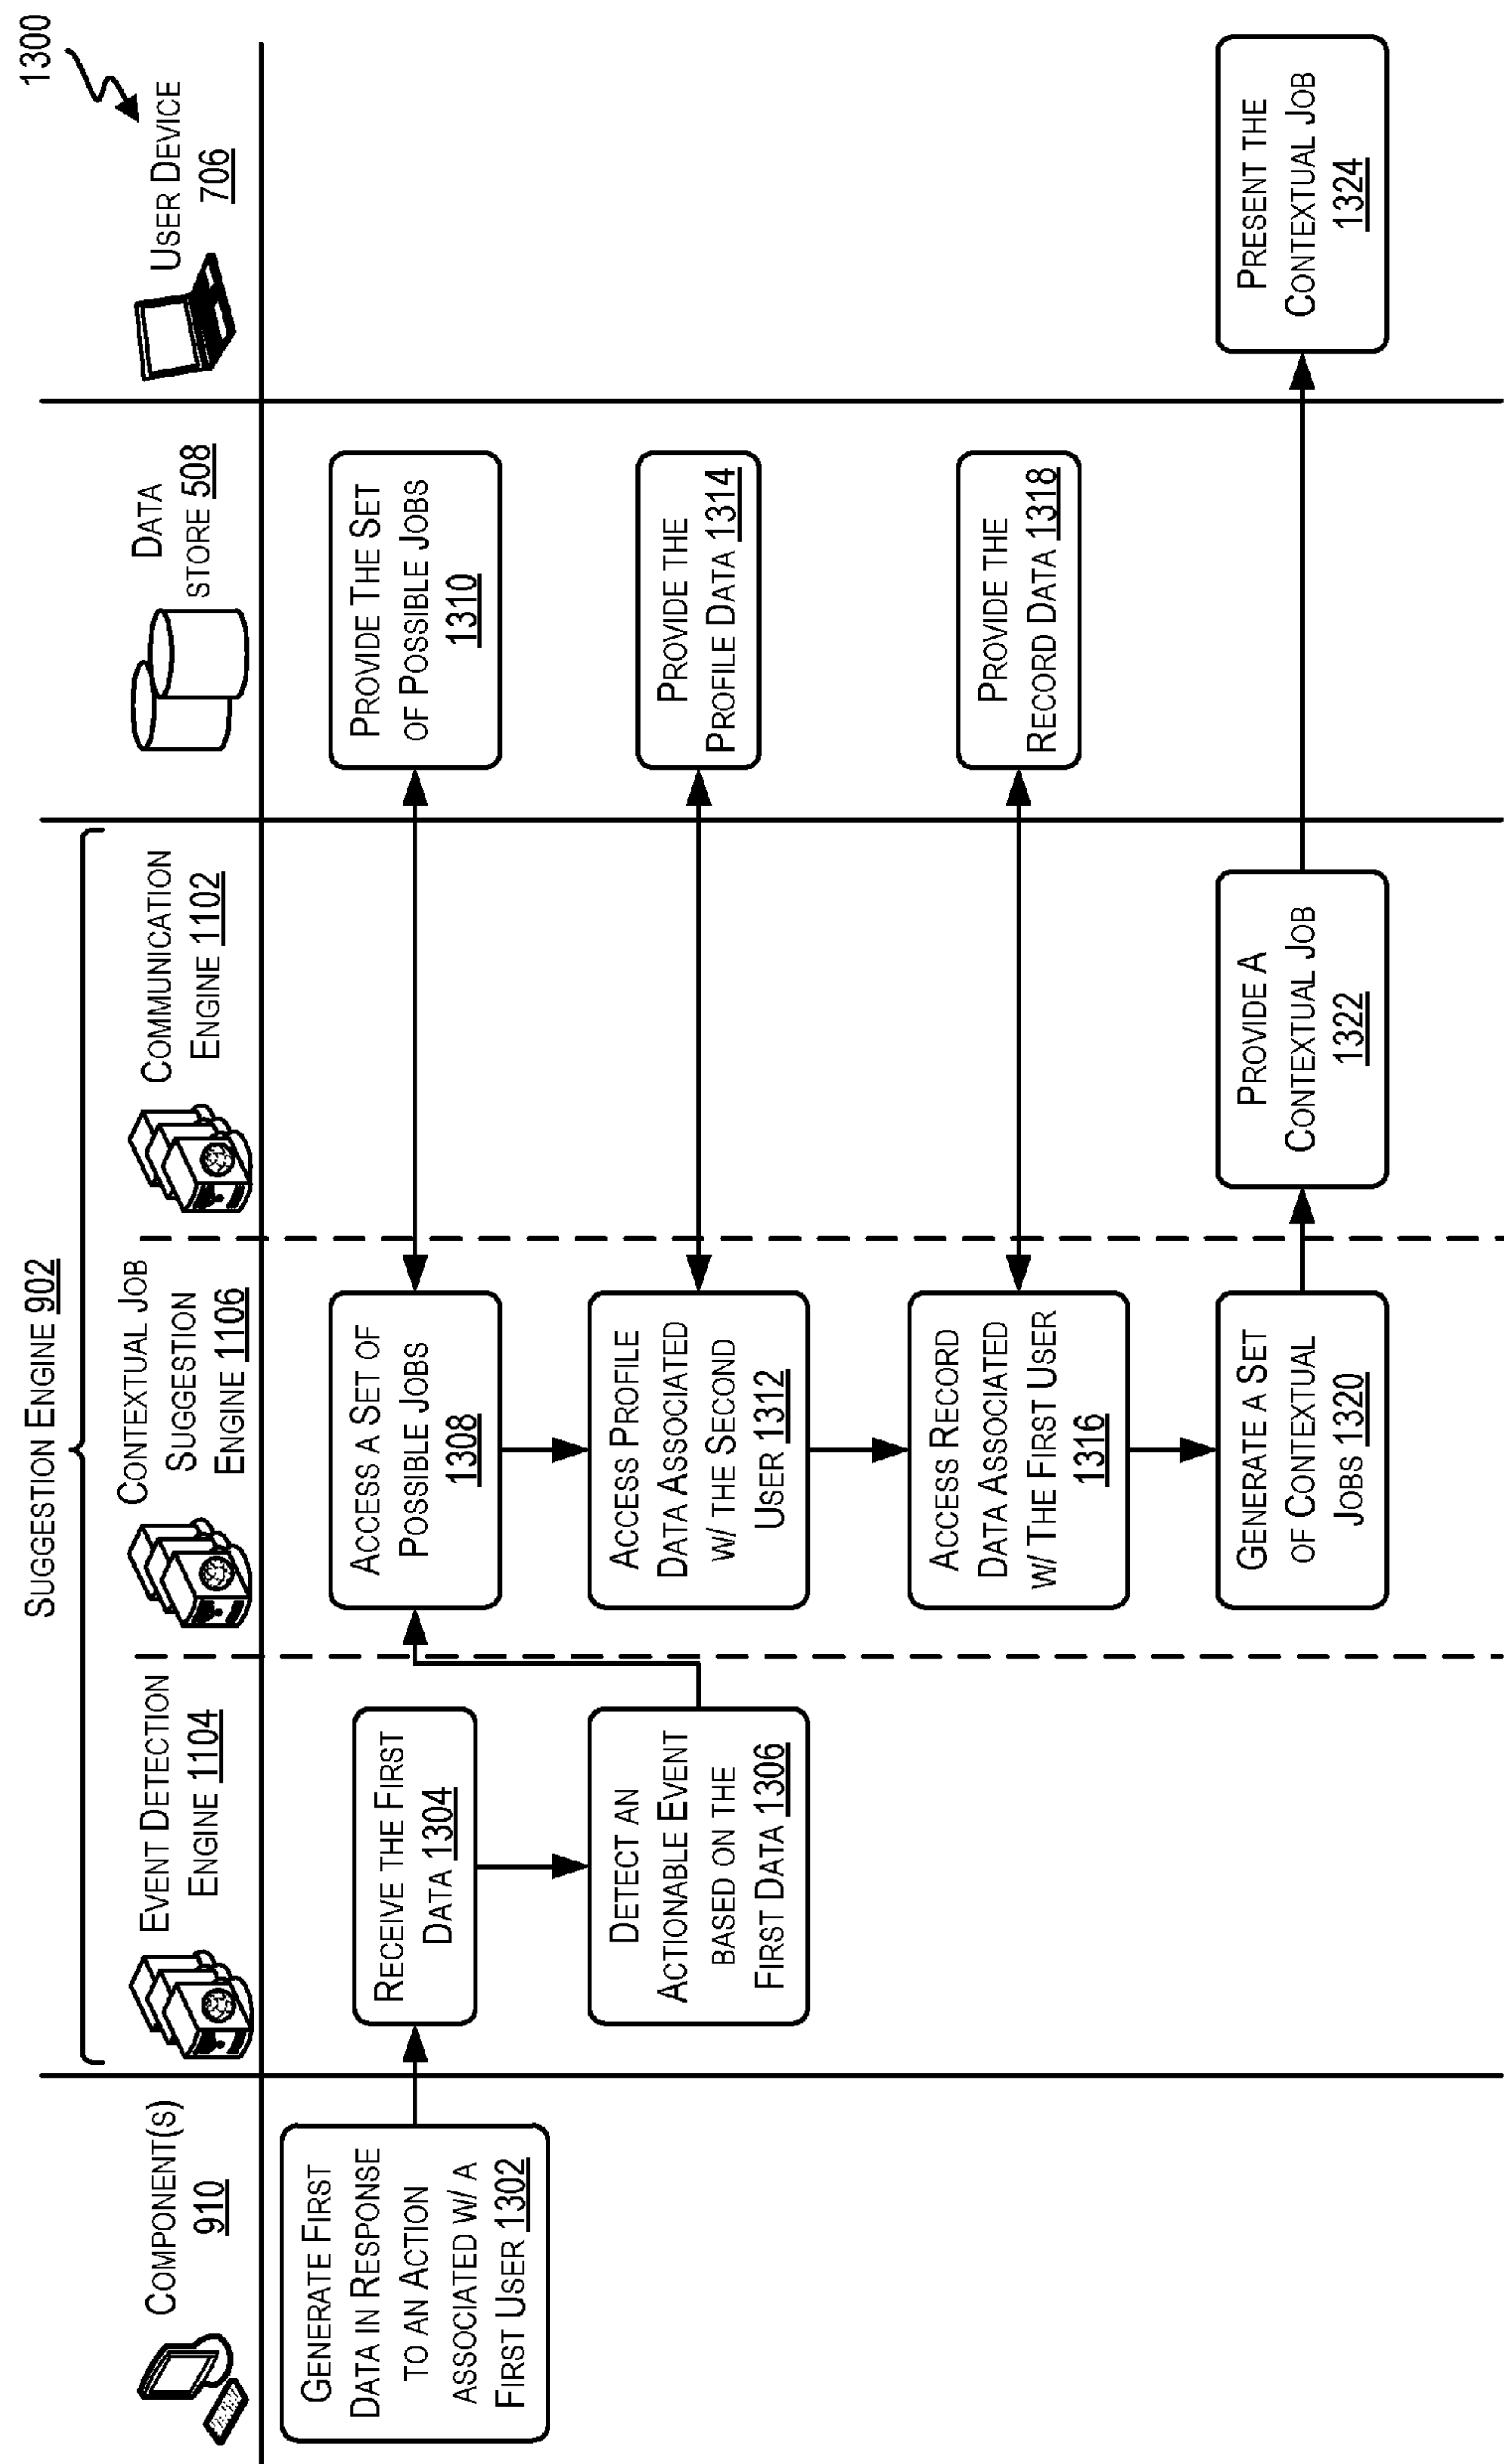 1300
SUGGESTION ENGINE 902
COMPONENT(S)
910
EVENT DETECTION
ENGINE 1104
CONTEXTUAL JOB
SUGGESTION
ENGINE 1106
COMMUNICATION
ENGINE 1102
DATA
STORE 508
USER DEVICE
706
GENERATE FIRST
DATA IN RESPONSE
TO AN ACTION
ASSOCIATED W/ A
FIRST USER 1302
RECEIVE THE FIRST
DATA 1304
DETECT AN
ACTIONABLE EVENT
BASED ON THE
FIRST DATA 1306
ACCESS A SET OF
POSSIBLE JOBS
1308
PROVIDE THE SET
OF POSSIBLE JOBS
1310
ACCESS PROFILE
DATA ASSOCIATED
W/ THE SECOND
USER 1312
PROVIDE THE
PROFILE DATA 1314
ACCESS RECORD
DATA ASSOCIATED
W/ THE FIRST USER
1316
PROVIDE THE
RECORD DATA 1318
GENERATE A SET
OF CONTEXTUAL
JOBS 1320
PROVIDE A
CONTEXTUAL JOB
1322
PRESENT THE
CONTEXTUAL JOB
1324